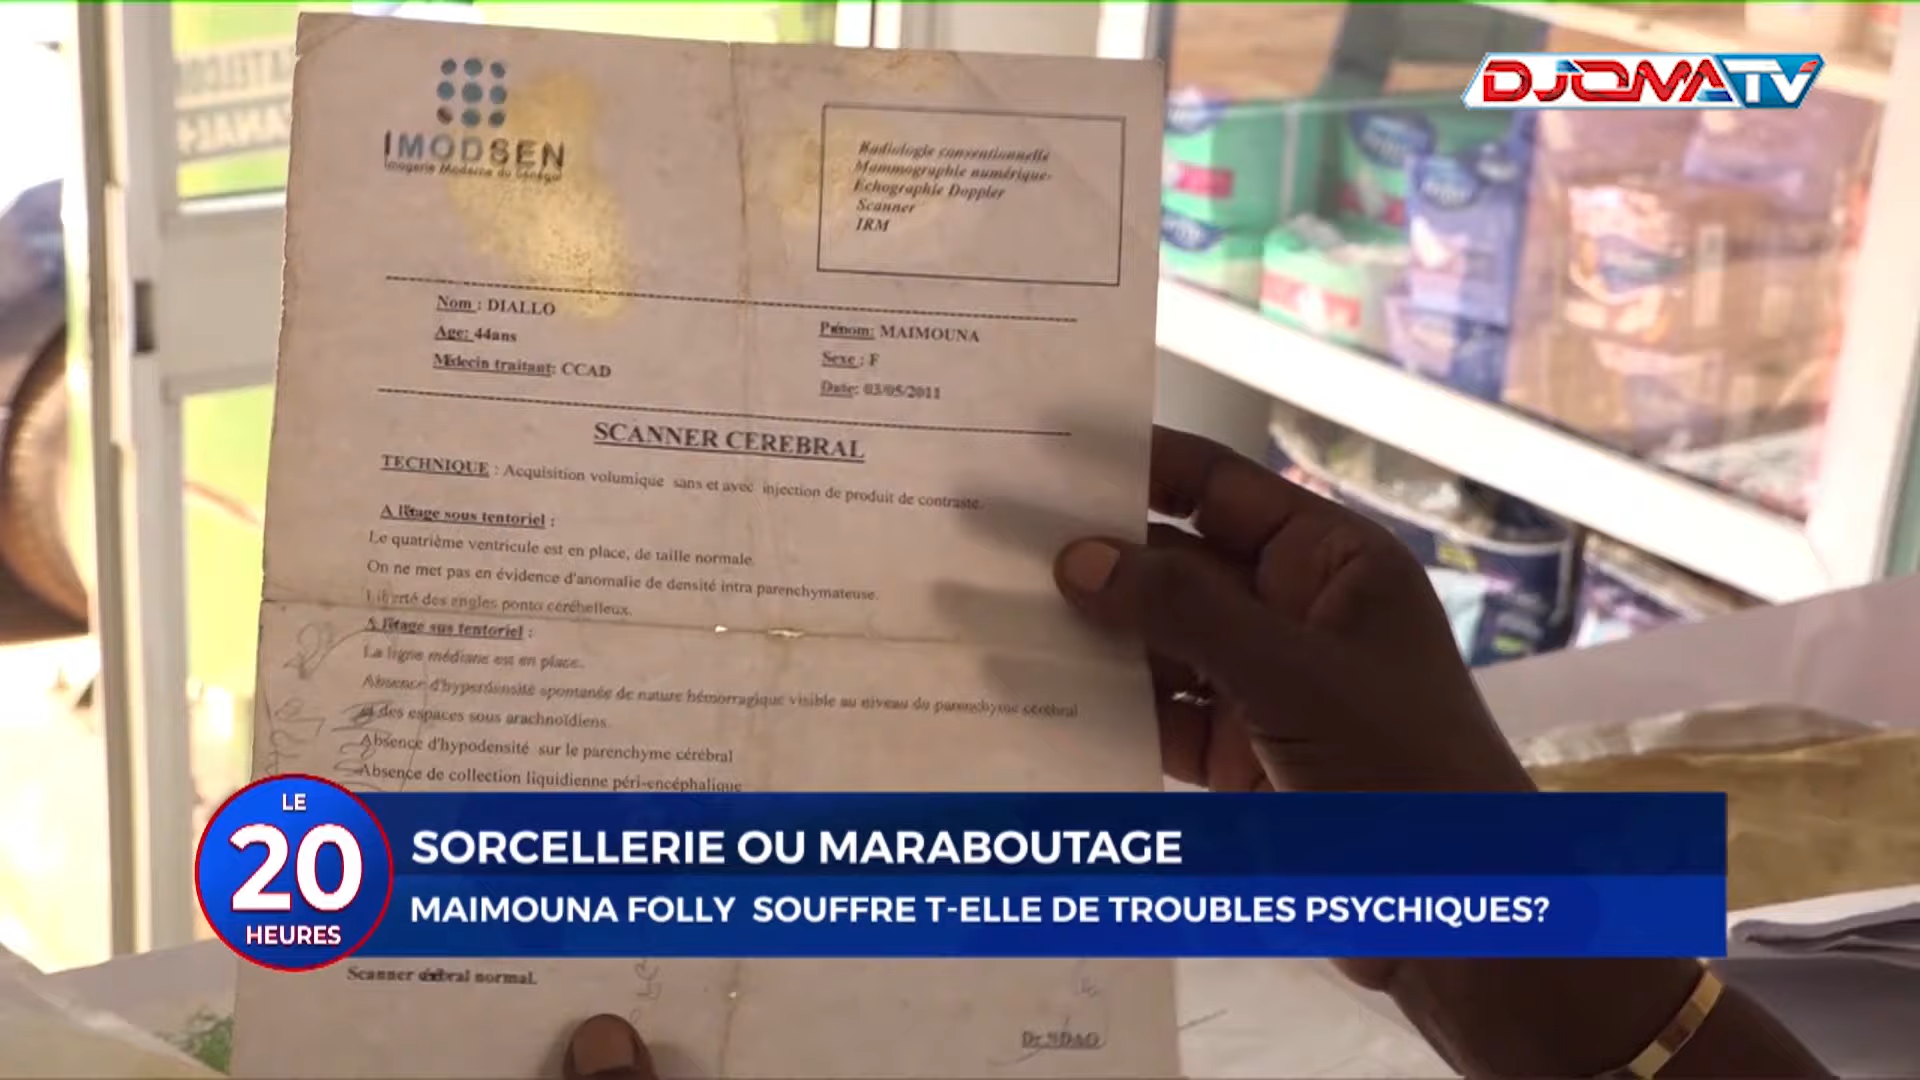 DJOMATV
IMODSEN
Imagerie Moderne du Sénégal
Radiologie conventionnelle
Mammographie numérique-
Echographie Doppler
Scanner
IRM
Nom : DIALLO
Prénom: MAIMOUNA
Age: 44ans
Sexe : F
Médecin traitant: CCAD
Date: 03/05/2011
SCANNER CEREBRAL
TECHNIQUE : Acquisition volumique sans et avec injection de produit de contraste.
A l'étage sous tentoriel :
Le quatrième ventricule est en place, de taille normale.
On ne met pas en évidence d'anomalie de densité intra parenchymateuse.
Liberté des angles ponto cérébelleux.
A l'étage sus tentoriel :
La ligne médiane est en place.
Absence d'hyperdensité spontanée de nature hémorragique visible au niveau du parenchyme cérébral
et des espaces sous arachnoïdiens.
Absence d'hypodensité sur le parenchyme cérébral
Absence de collection liquidienne péri-encéphalique
LE
20
HEURES
SORCELLERIE OU MARABOUTAGE
MAIMOUNA FOLLY SOUFFRE T-ELLE DE TROUBLES PSYCHIQUES?
Scanner cérébral normal.
Dr NDAO